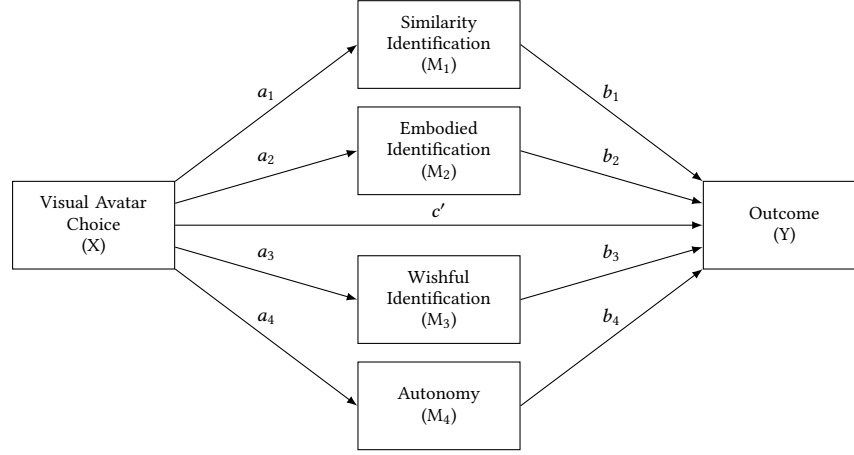 Similarity
Identification
(M₁)
a₁
b₁
Embodied
Identification
(M₂)
a₂
b₂
Visual Avatar
Choice
(X)
c′
Outcome
(Y)
a₃
b₃
Wishful
Identification
(M₃)
a₄
b₄
Autonomy
(M₄)